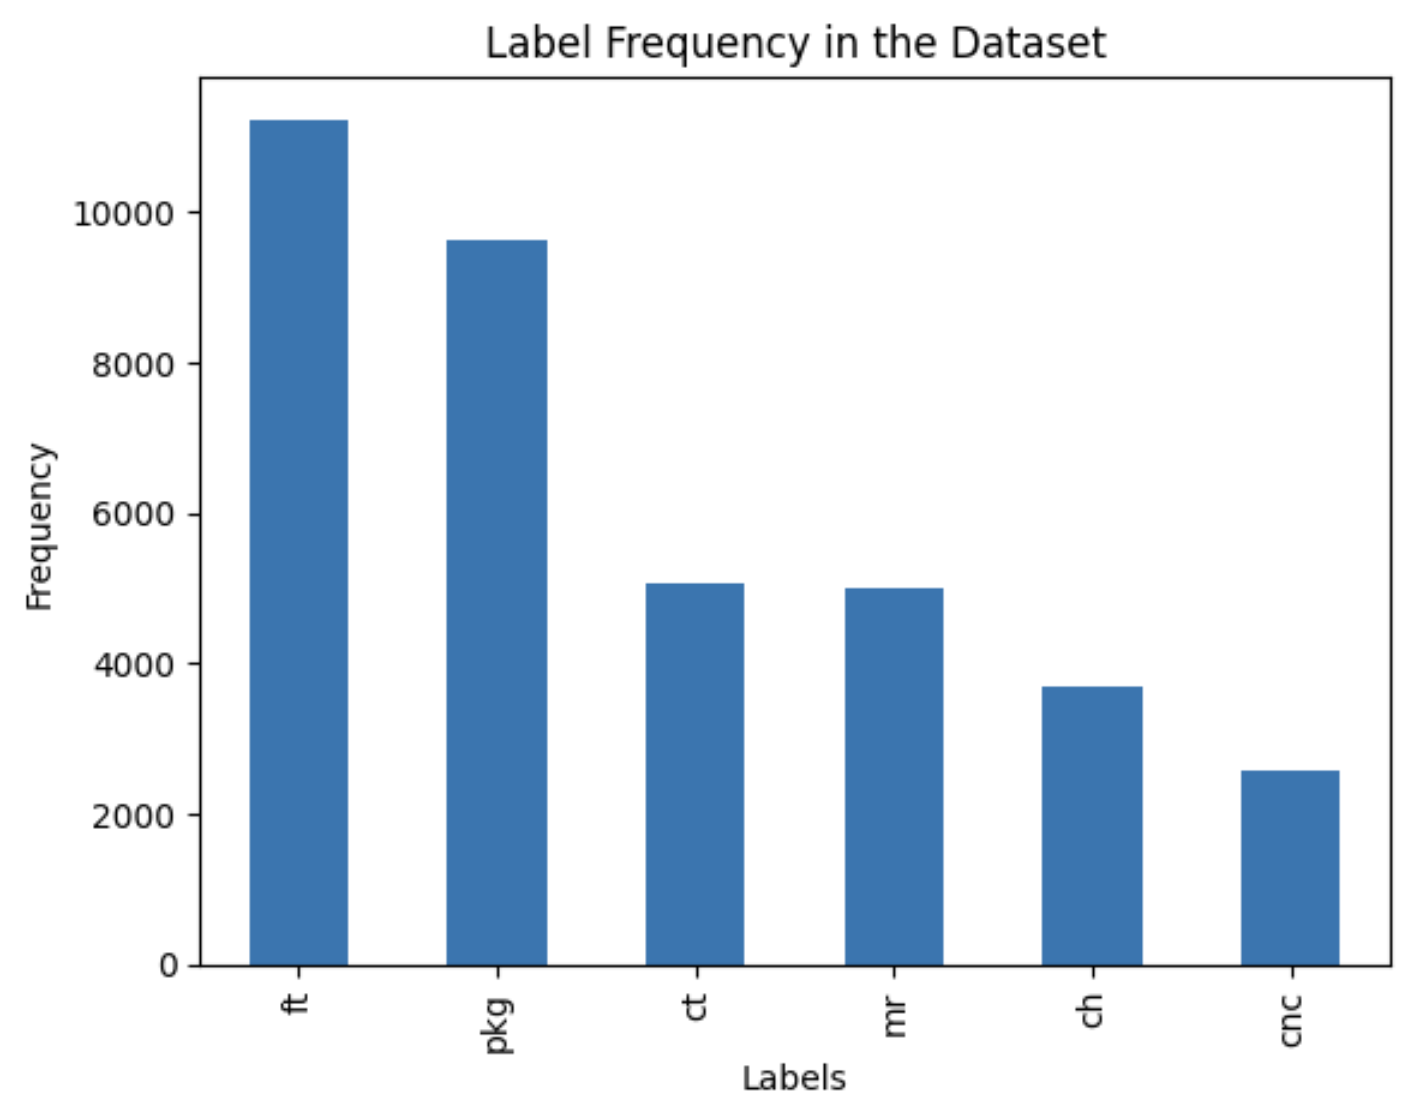 Label Frequency in the Dataset
Frequency
10000
8000
6000
4000
2000
0
ft
pkg
ct
mr
ch
cnc
Labels